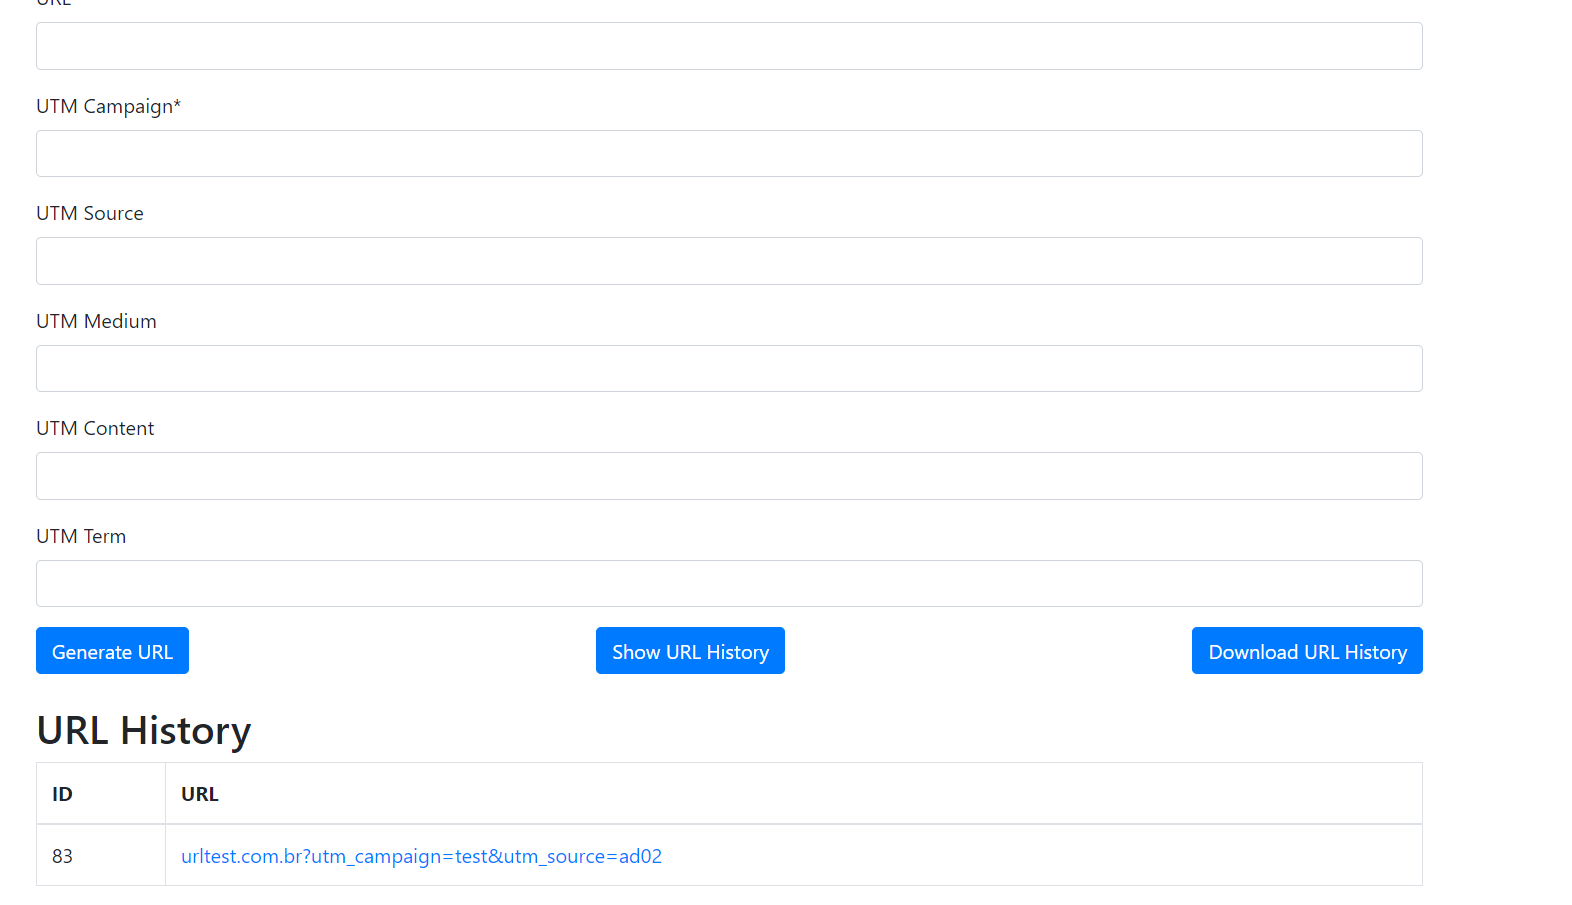 URL
UTM Campaign*
UTM Source
UTM Medium
UTM Content
UTM Term
Generate URL
Show URL History
Download URL History
URL History
ID URL
83 urltest.com.br?utm_campaign=test&utm_source=ad02